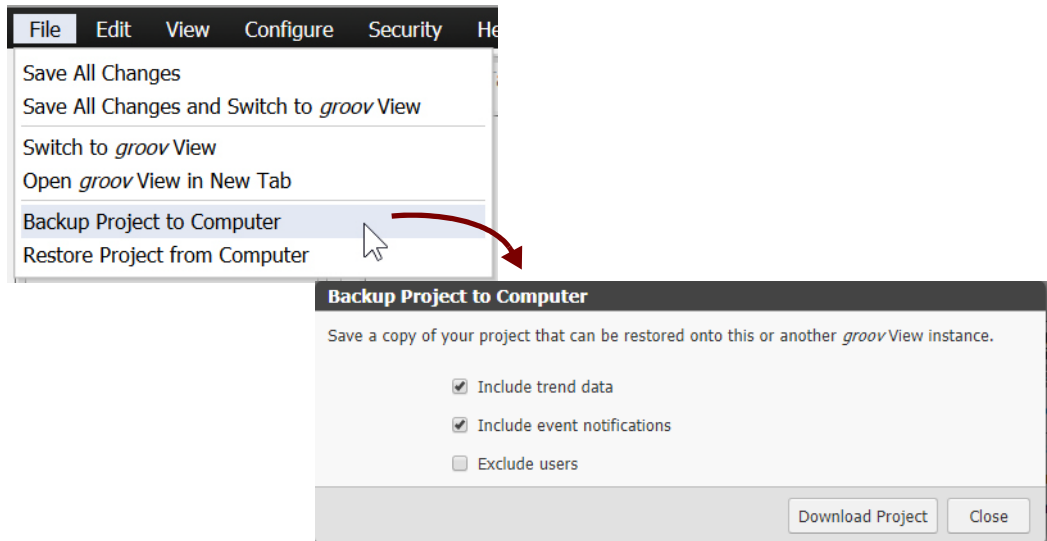 File Edit View Configure Security
Save All Changes
Save All Changes and Switch to groov View
Switch to groov View
Open groov View in New Tab
Backup Project to Computer
Restore Project from Computer
Backup Project to Computer
Save a copy of your project that can be restored onto this or another groov View instance.
Include trend data
Include event notifications
Exclude users
Download Project Close